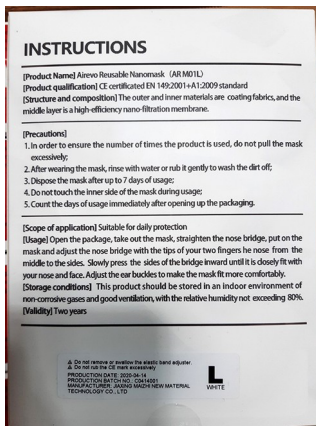 INSTRUCTIONS
[Product Name] Airevo Reusable Nanomask (AR M01L)
[Product qualification] CE certificated EN 149:2001+A1:2009 standard
[Structure and composition] The outer and inner materials are coating fabrics, and the
middle layer is a high-efficiency nano-filtration membrane.
[Precautions]
1. In order to ensure the number of times the product is used, do not pull the mask
excessively;
2. After wearing the mask, rinse with water or rub it gently to wash the dirt off;
3. Dispose the mask after up to 7 days of usage;
4. Do not touch the inner side of the mask during usage;
5. Count the days of usage immediately after opening up the packaging.
[Scope of application] Suitable for daily protection
[Usage] Open the package, take out the mask, straighten the nose bridge, put on the
mask and adjust the nose bridge with the tips of your two fingers he nose from the
middle to the sides. Slowly press the sides of the bridge inward until it is closely fit with
your nose and face. Adjust the ear buckles to make the mask fit more comfortably.
[Storage conditions] This product should be stored in an indoor environment of
non-corrosive gases and good ventilation, with the relative humidity not exceeding 80%.
[Validity] Two years
⚠ Do not remove or swallow the elastic band adjuster.
⚠ Do not rub the CE mark excessively
PRODUCTION DATE: 2020-04-14
PRODUCTION BATCH NO.: C0414001
MANUFACTURER: JIAXING MAIZHI NEW MATERIAL
TECHNOLOGY CO., LTD
L
WHITE